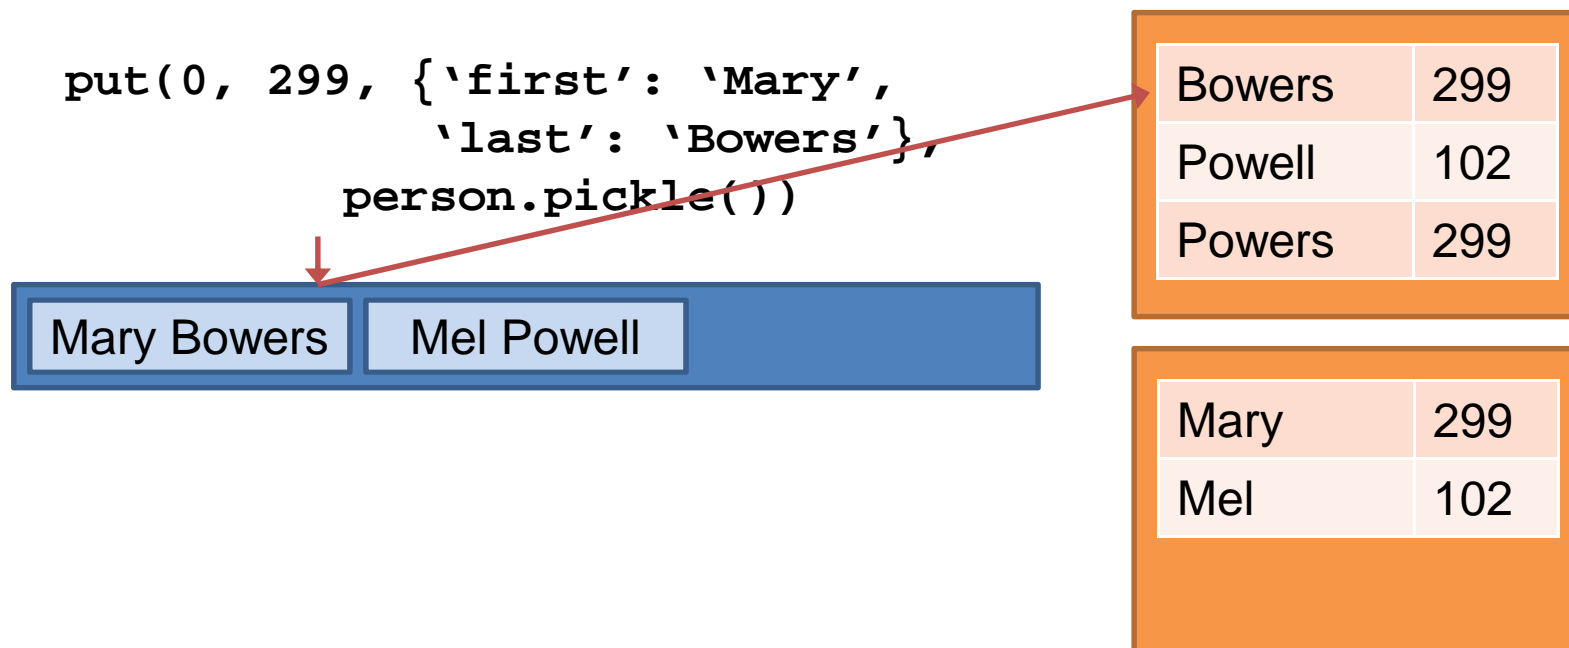 put(0, 299, {‘first’: ‘Mary’,
‘last’: ‘Bowers’},
person.pickle())
Mary Bowers Mel Powell
Bowers 299
Powell 102
Powers 299
Mary 299
Mel 102